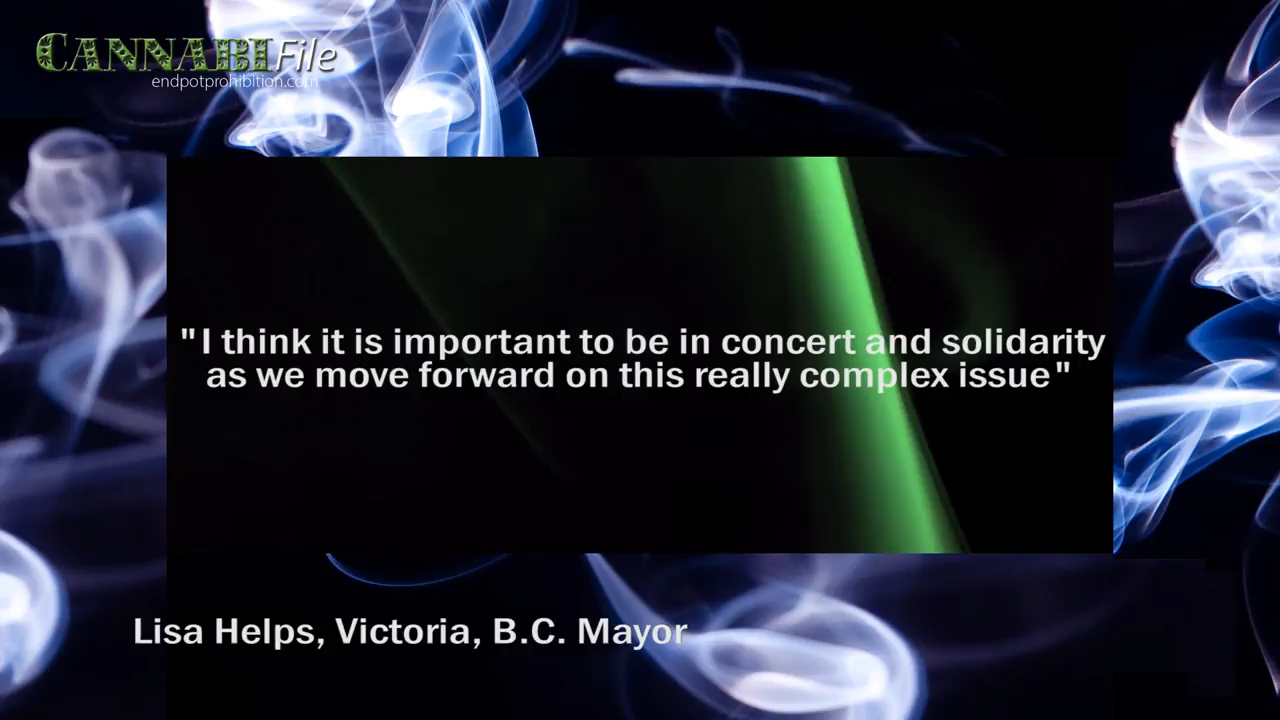 CANNABIFile
endpotprohibition.com
"I think it is important to be in concert and solidarity
as we move forward on this really complex issue"
Lisa Helps, Victoria, B.C. Mayor